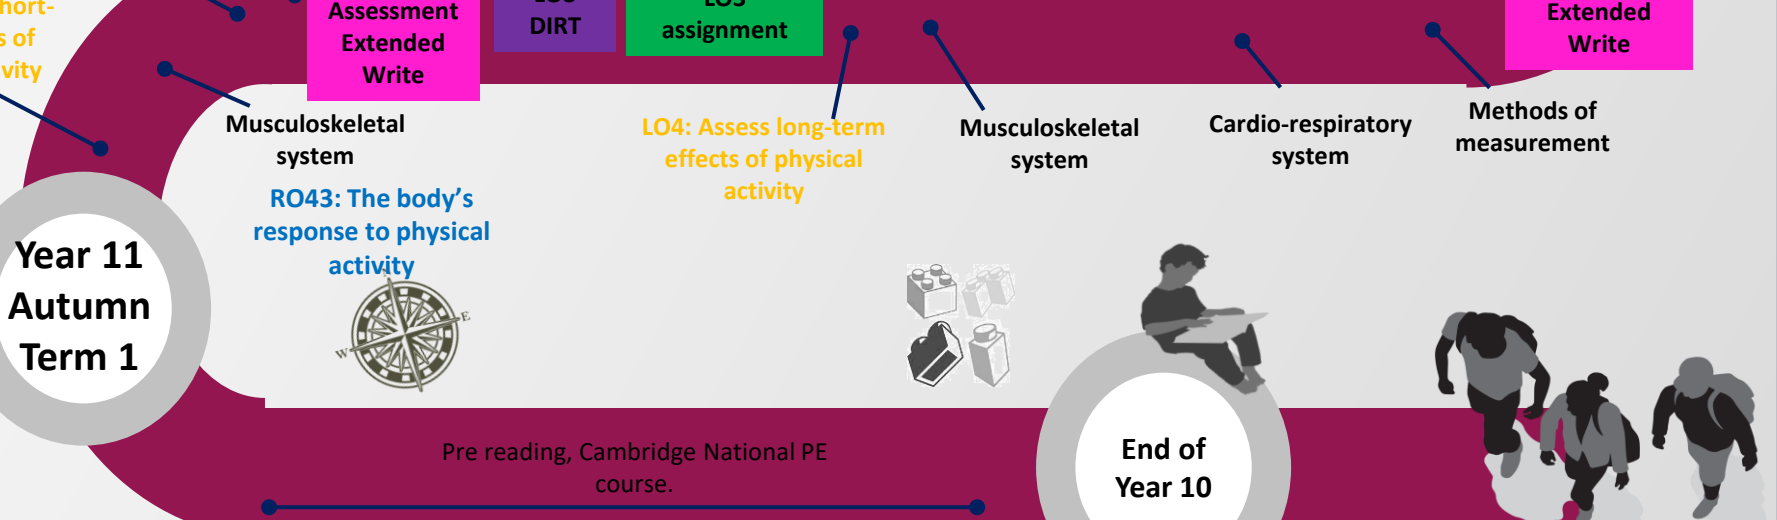 s of
vity
Assessment
Extended
Write
DIRT
assignment
Extended
Write
Musculoskeletal
system
LO4: Assess long-term
effects of physical
activity
Musculoskeletal
system
Cardio-respiratory
system
Methods of
measurement
RO43: The body's
response to physical
activity
N
E
W
Year 11
Autumn
Term 1
Pre reading, Cambridge National PE
course.
End of
Year 10